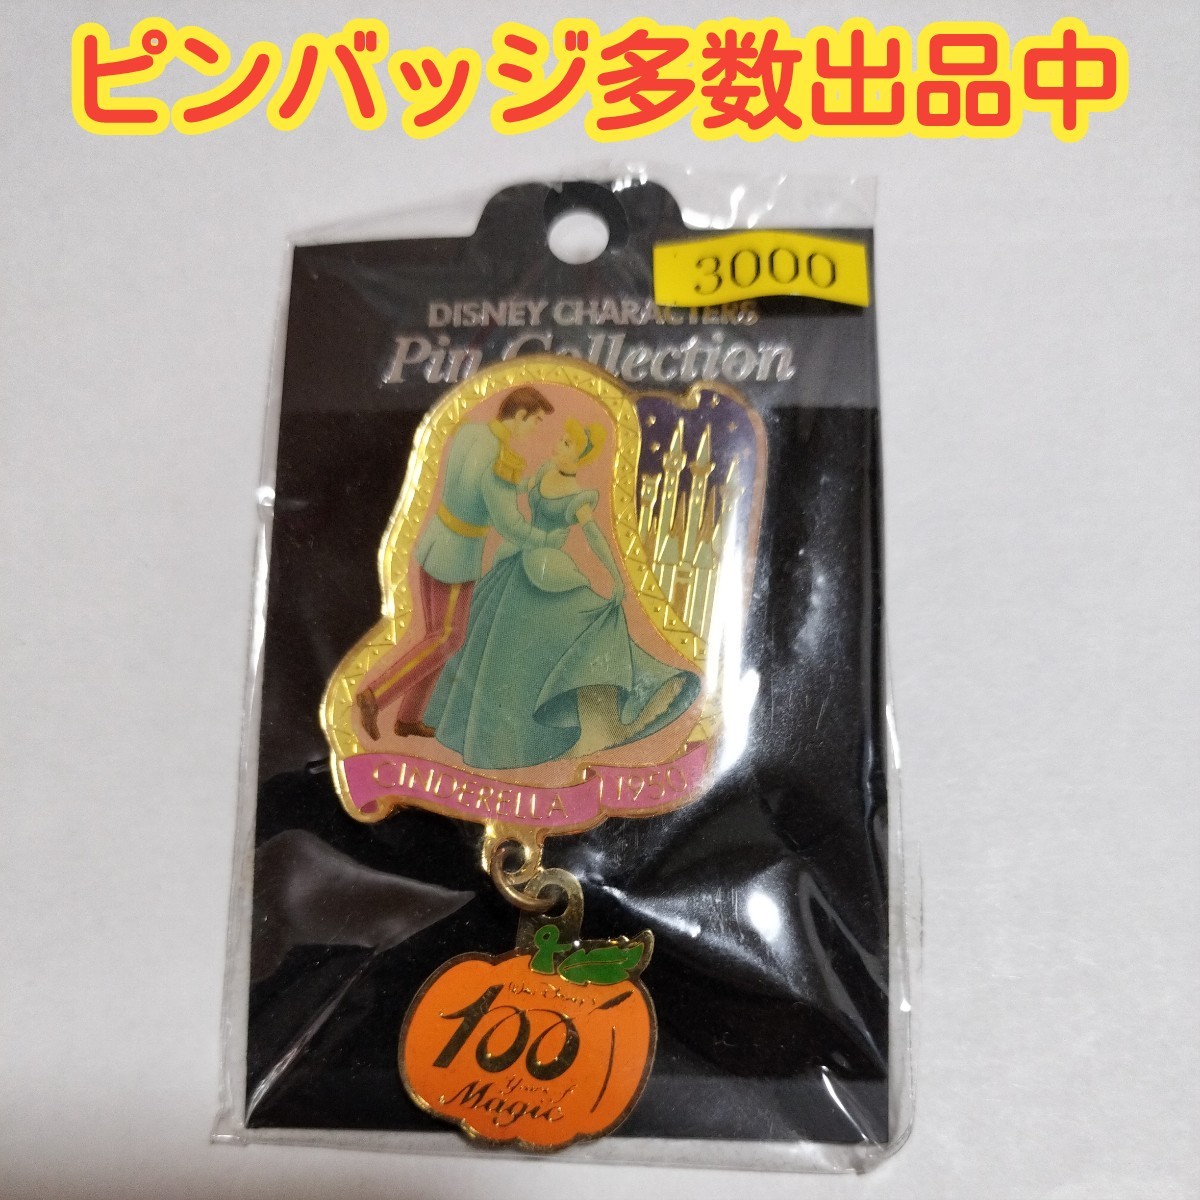 ピンバッジ多数出品中
3000
DISNEY CHARACTERS
Pin Collection
CINDERELLA 1950
Walt Disney's
100
Years of
Magic